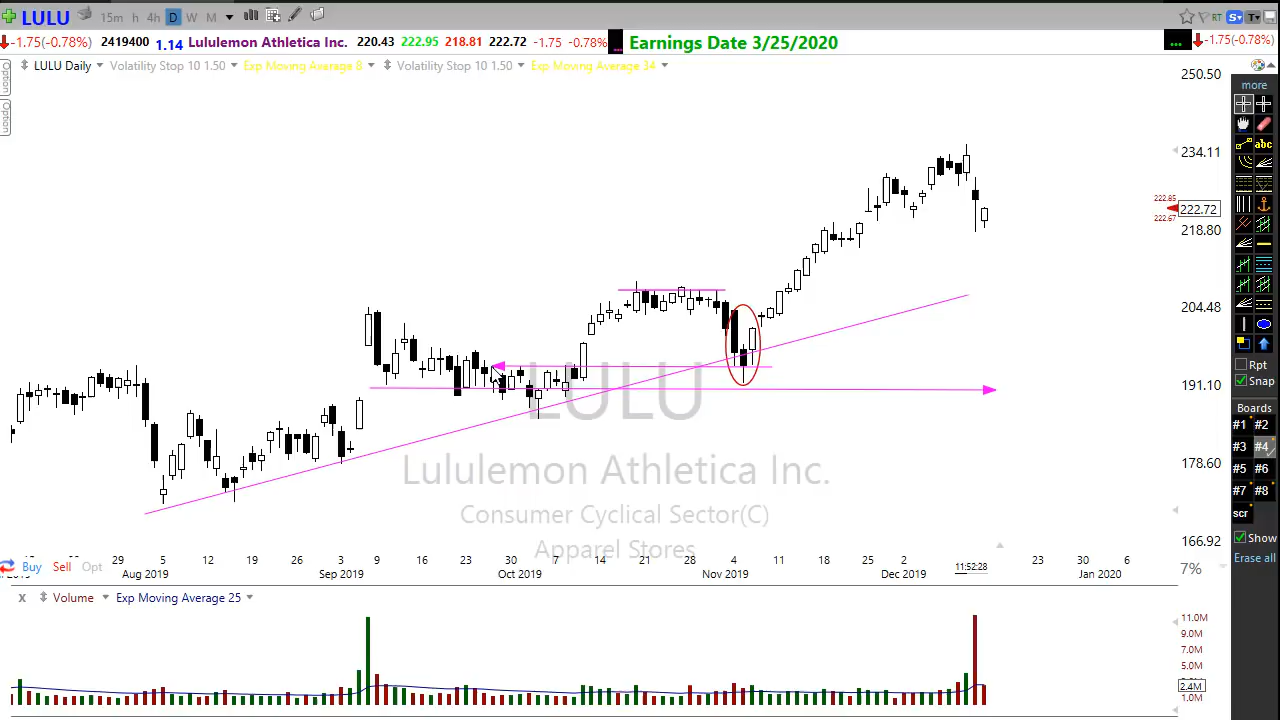 LULU 15m h 4h D W M RT S T
-1.75(-0.78%) 2419400 1.14 Lululemon Athletica Inc. 220.43 222.95 218.81 222.72 -1.75 -0.78% ... Earnings Date 3/25/2020 ... -1.75(-0.78%)
LULU Daily Volatility Stop 10 1.50 Exp Moving Average 8 Volatility Stop 10 1.50 Exp Moving Average 34
Option
Option
250.50
234.11
222.85
222.72
222.67
218.80
204.48
191.10
178.60
166.92
7%
LULU
Lululemon Athletica Inc.
Consumer Cyclical Sector(C)
Apparel Stores
29 5 12 19 26 3 9 16 23 30 7 14 21 28 4 11 18 25 2 11:52:28 23 30 6
Buy Sell Opt Aug 2019 Sep 2019 Oct 2019 Nov 2019 Dec 2019 Jan 2020
X Volume Exp Moving Average 25
11.0M
9.0M
7.0M
5.0M
2.4M
1.0M
more
abc
Rpt
Snap
Boards
#1 #2
#3 #4
#5 #6
#7 #8
scr
Show
Erase all